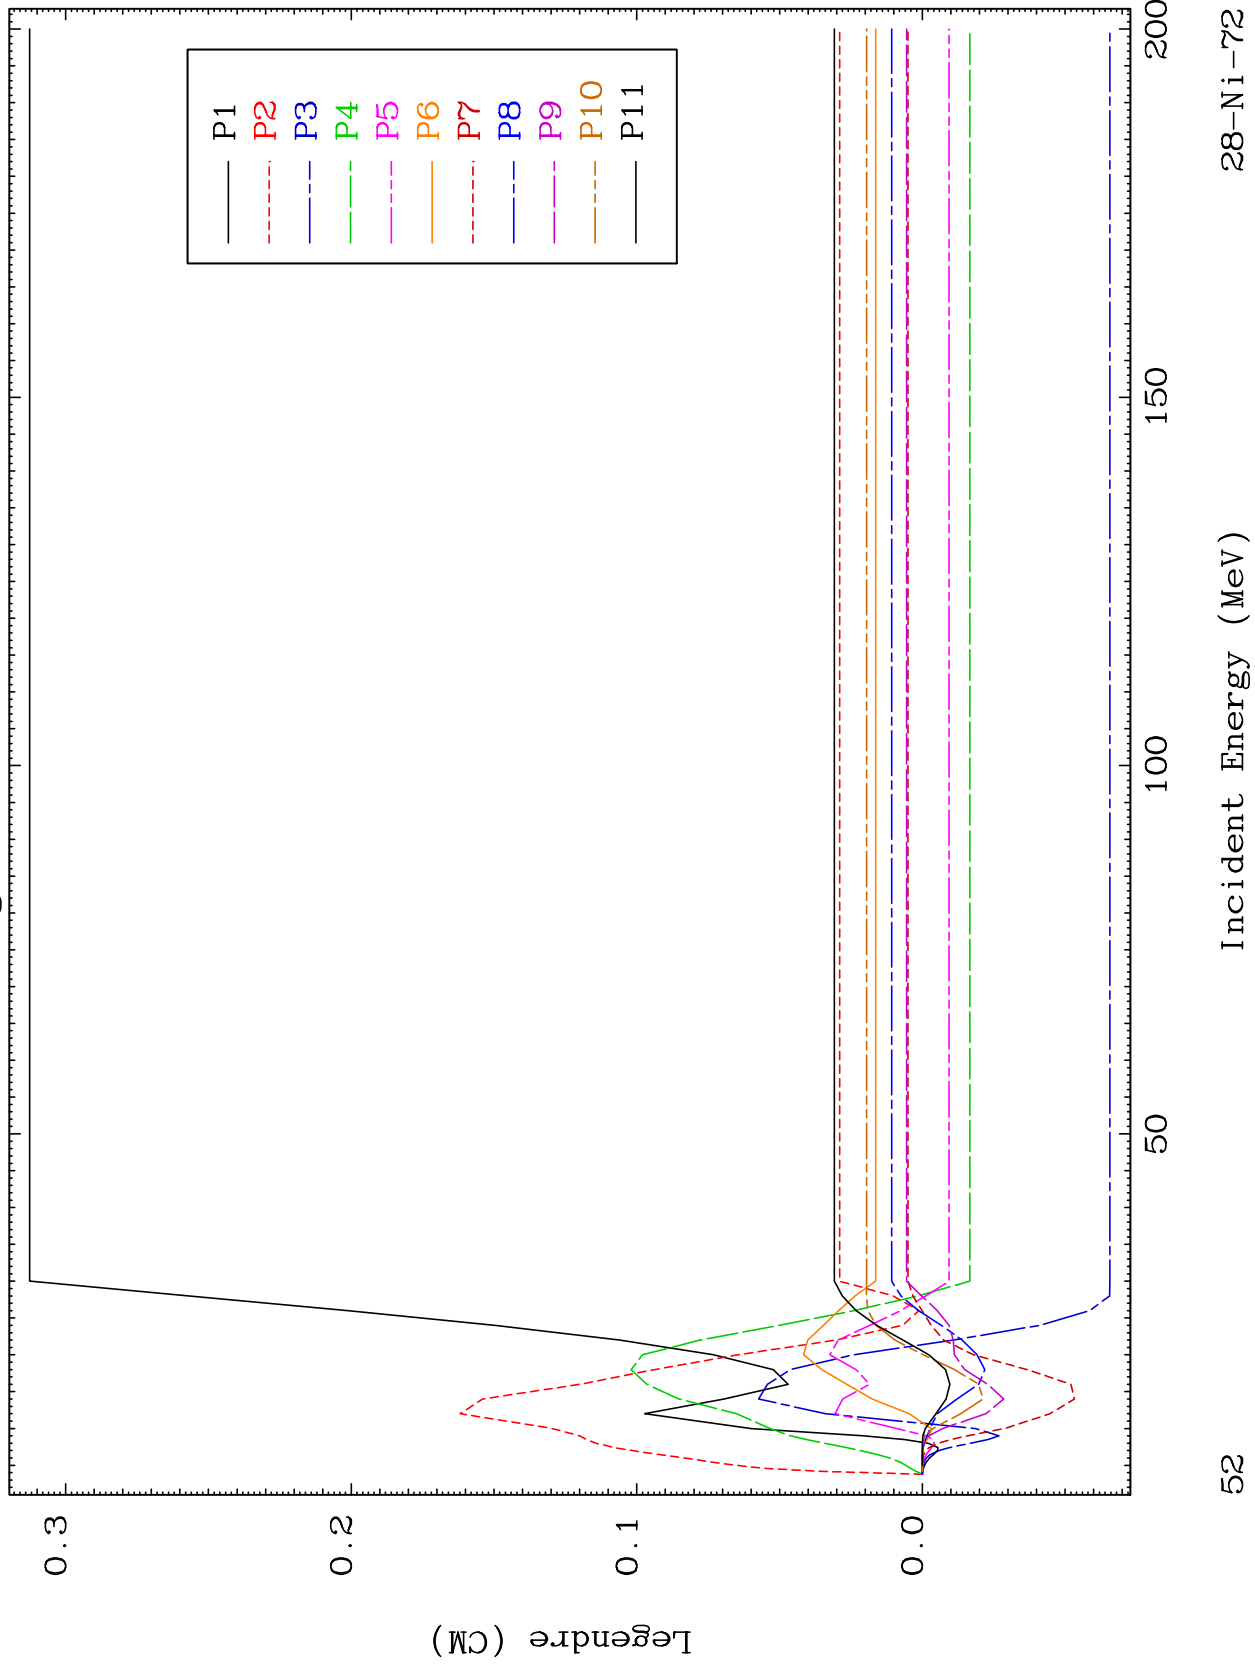 P1
P2
P3
P4
P5
P6
P7
P8
P9
P10
P11
0.3
0.2
0.1
0.0
Legendre (CM)
50
100
150
200
Incident Energy (MeV)
52
28-Ni-72